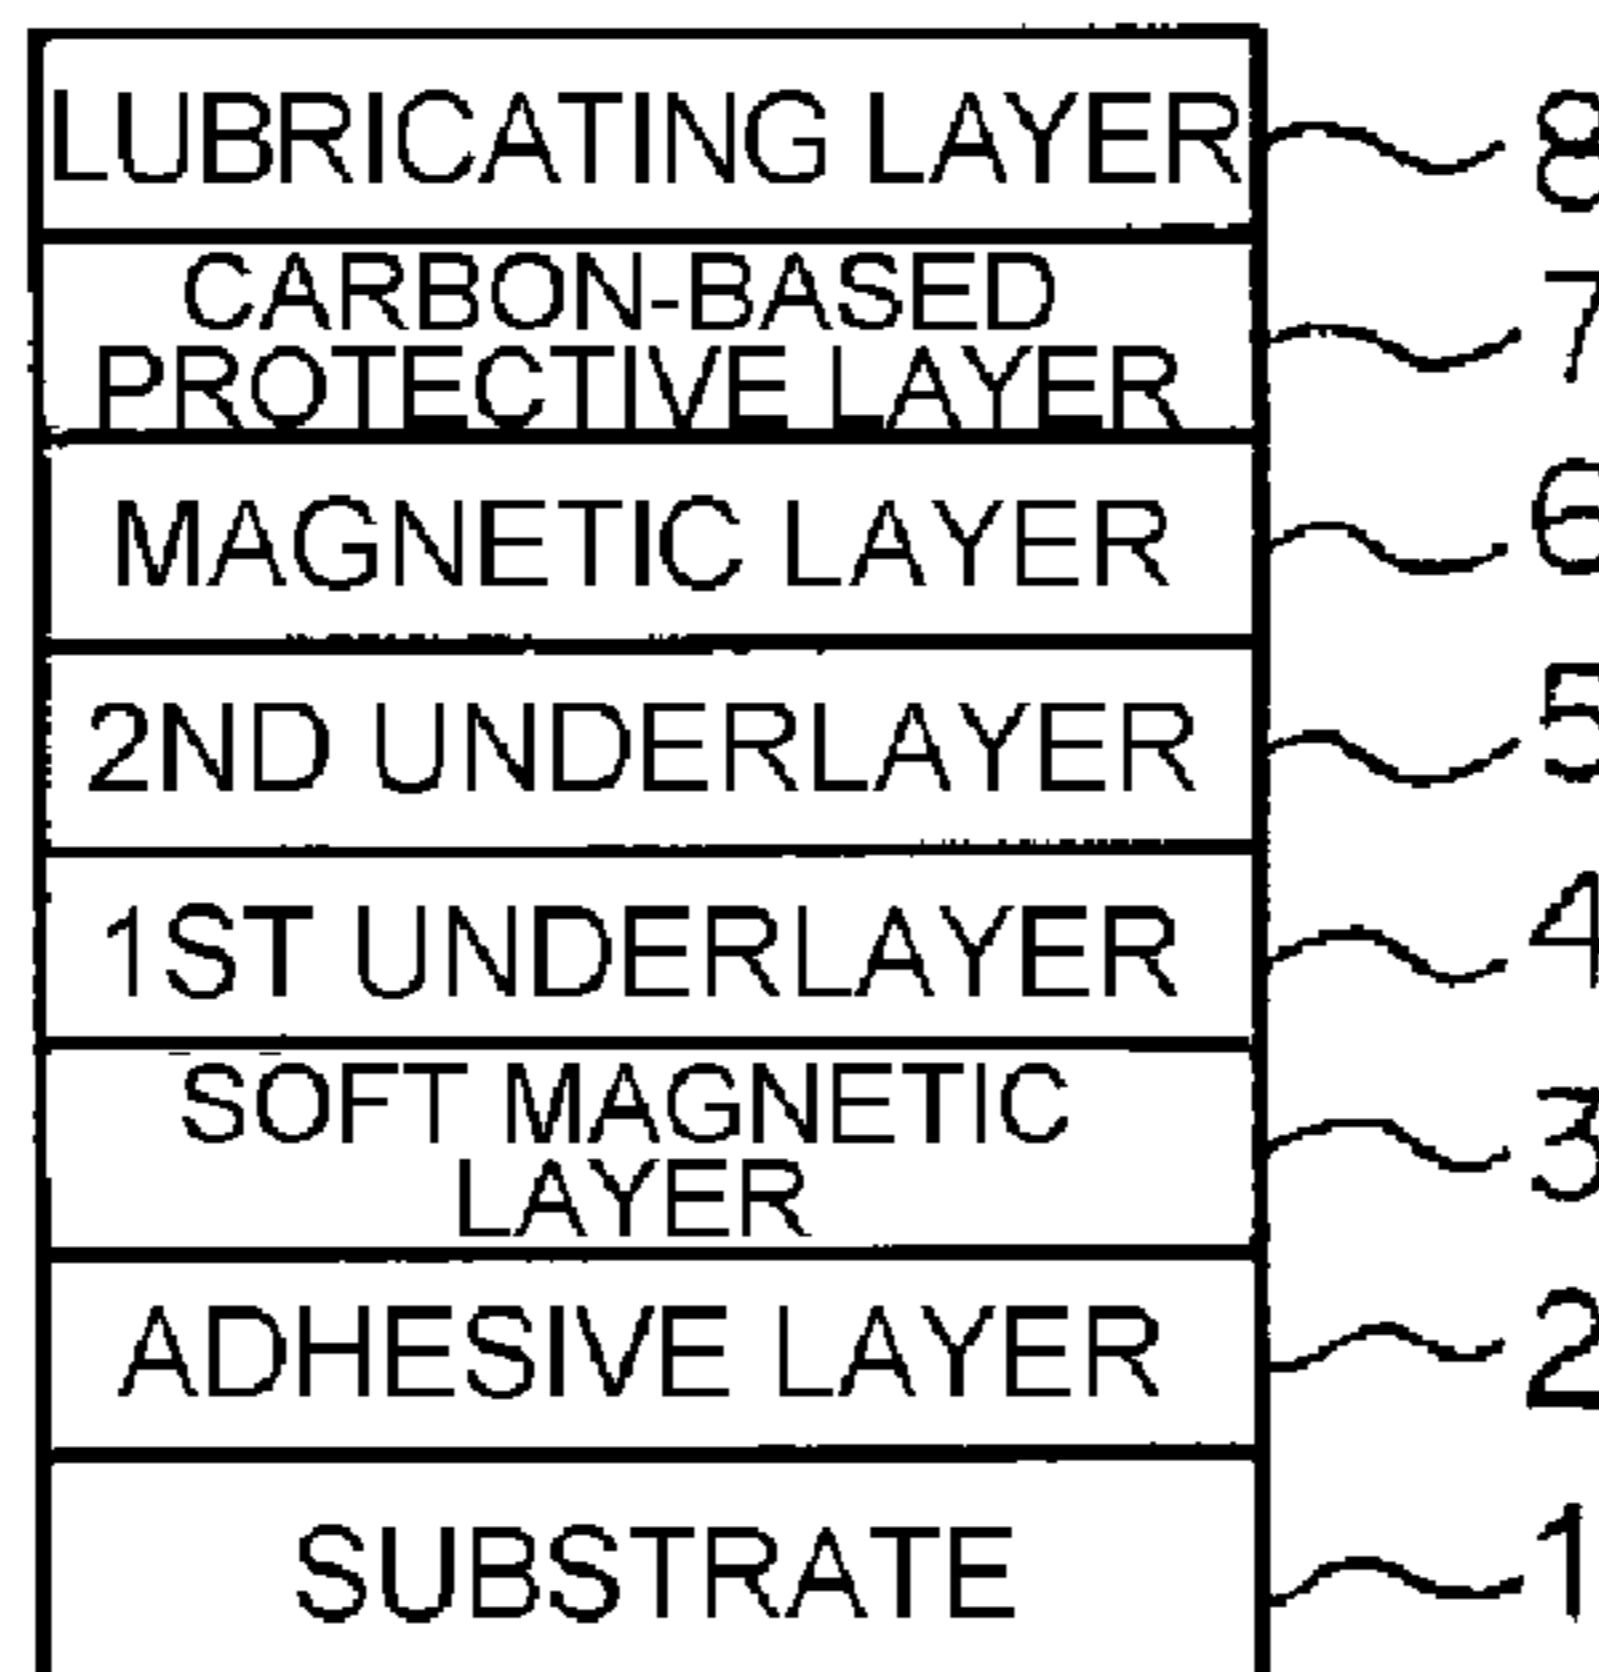 LUBRICATING LAYER 8
CARBON-BASED
PROTECTIVE LAYER 7
MAGNETIC LAYER 6
2ND UNDERLAYER 5
1ST UNDERLAYER 4
SOFT MAGNETIC
LAYER 3
ADHESIVE LAYER 2
SUBSTRATE 1